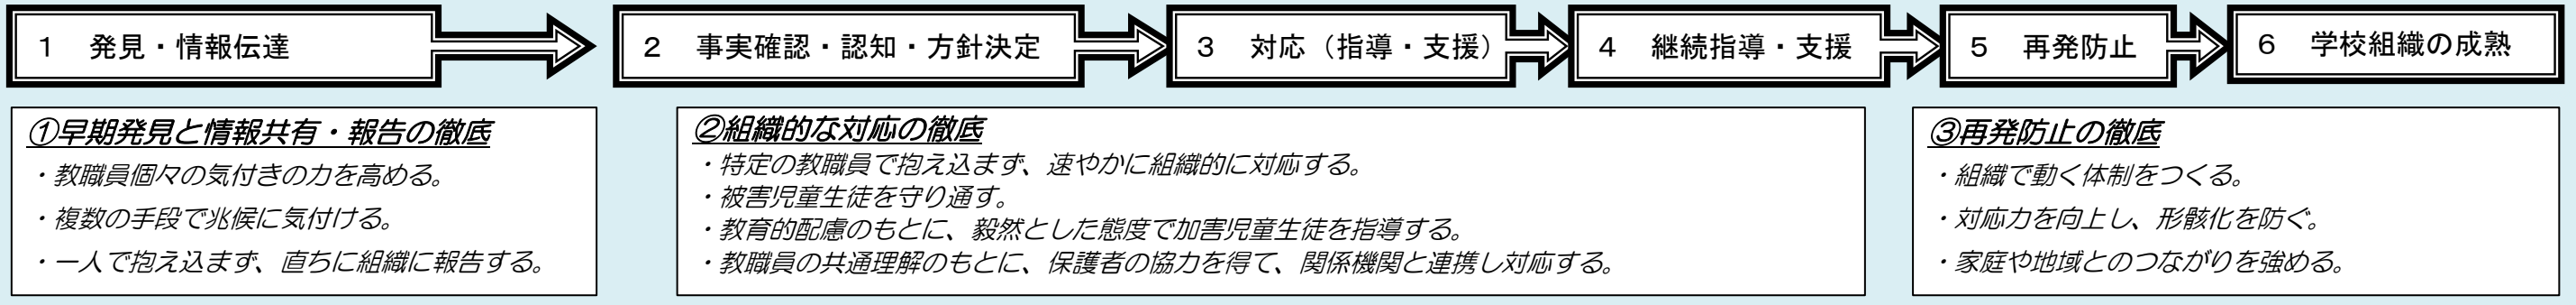 １　発見・情報伝達
２　事実確認・認知・方針決定
３　対応（指導・支援）
４　継続指導・支援
５　再発防止
６　学校組織の成熟
①早期発見と情報共有・報告の徹底
・教職員個々の気付きの力を高める。
・複数の手段で兆候に気付ける。
・一人で抱え込まず、直ちに組織に報告する。
②組織的な対応の徹底
・特定の教職員で抱え込まず、速やかに組織的に対応する。
・被害児童生徒を守り通す。
・教育的配慮のもとに、毅然とした態度で加害児童生徒を指導する。
・教職員の共通理解のもとに、保護者の協力を得て、関係機関と連携し対応する。
③再発防止の徹底
・組織で動く体制をつくる。
・対応力を向上し、形骸化を防ぐ。
・家庭や地域とのつながりを強める。